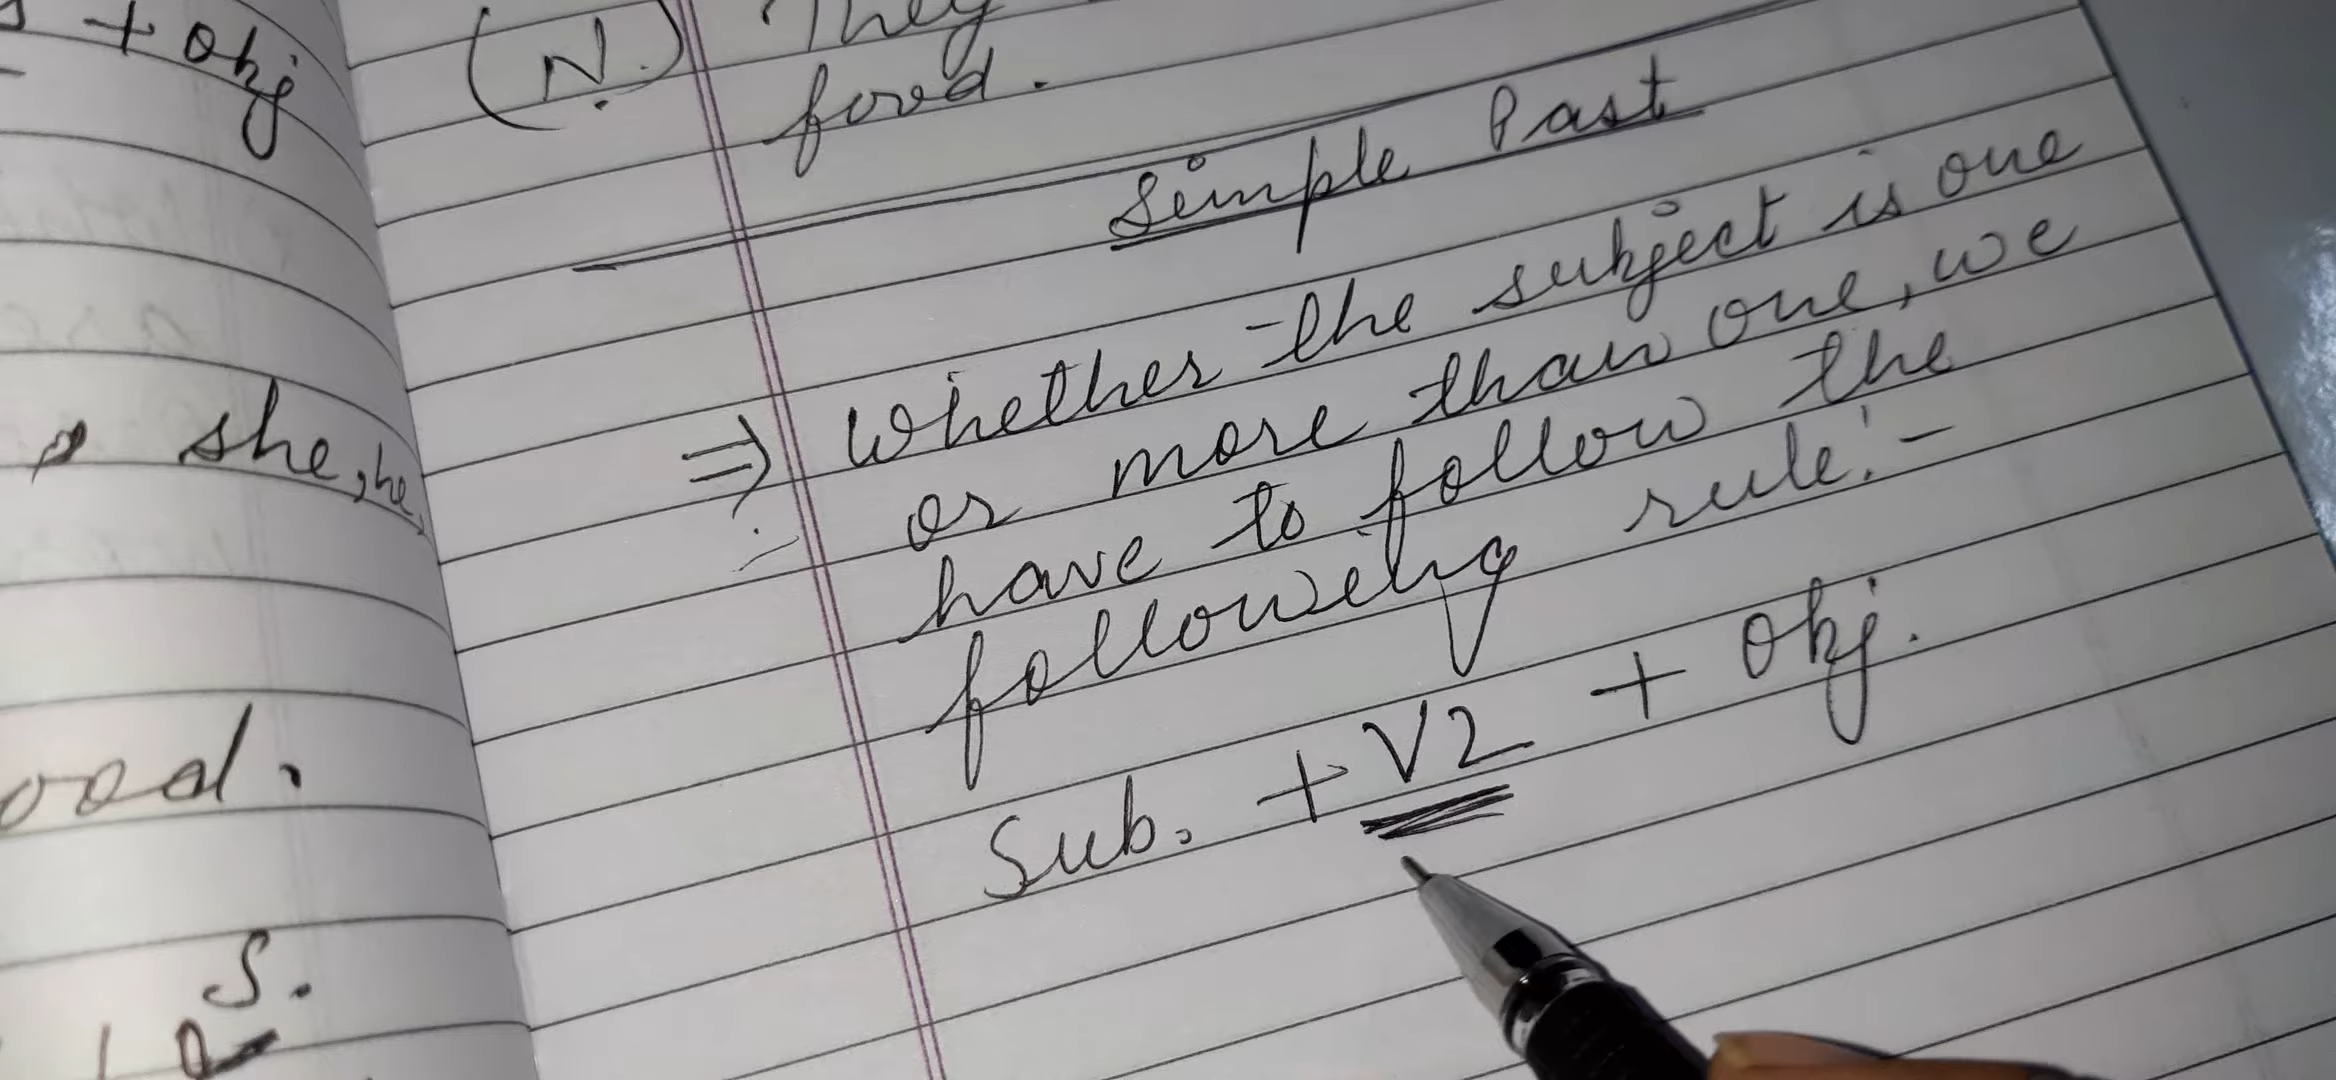 + obj
she, he,
ood.
S.
(N.) They
food.
Simple Past
⇒ Whether the subject is one
or more than one, we
have to follow the
following rule:-
Sub. + V2 + Obj.